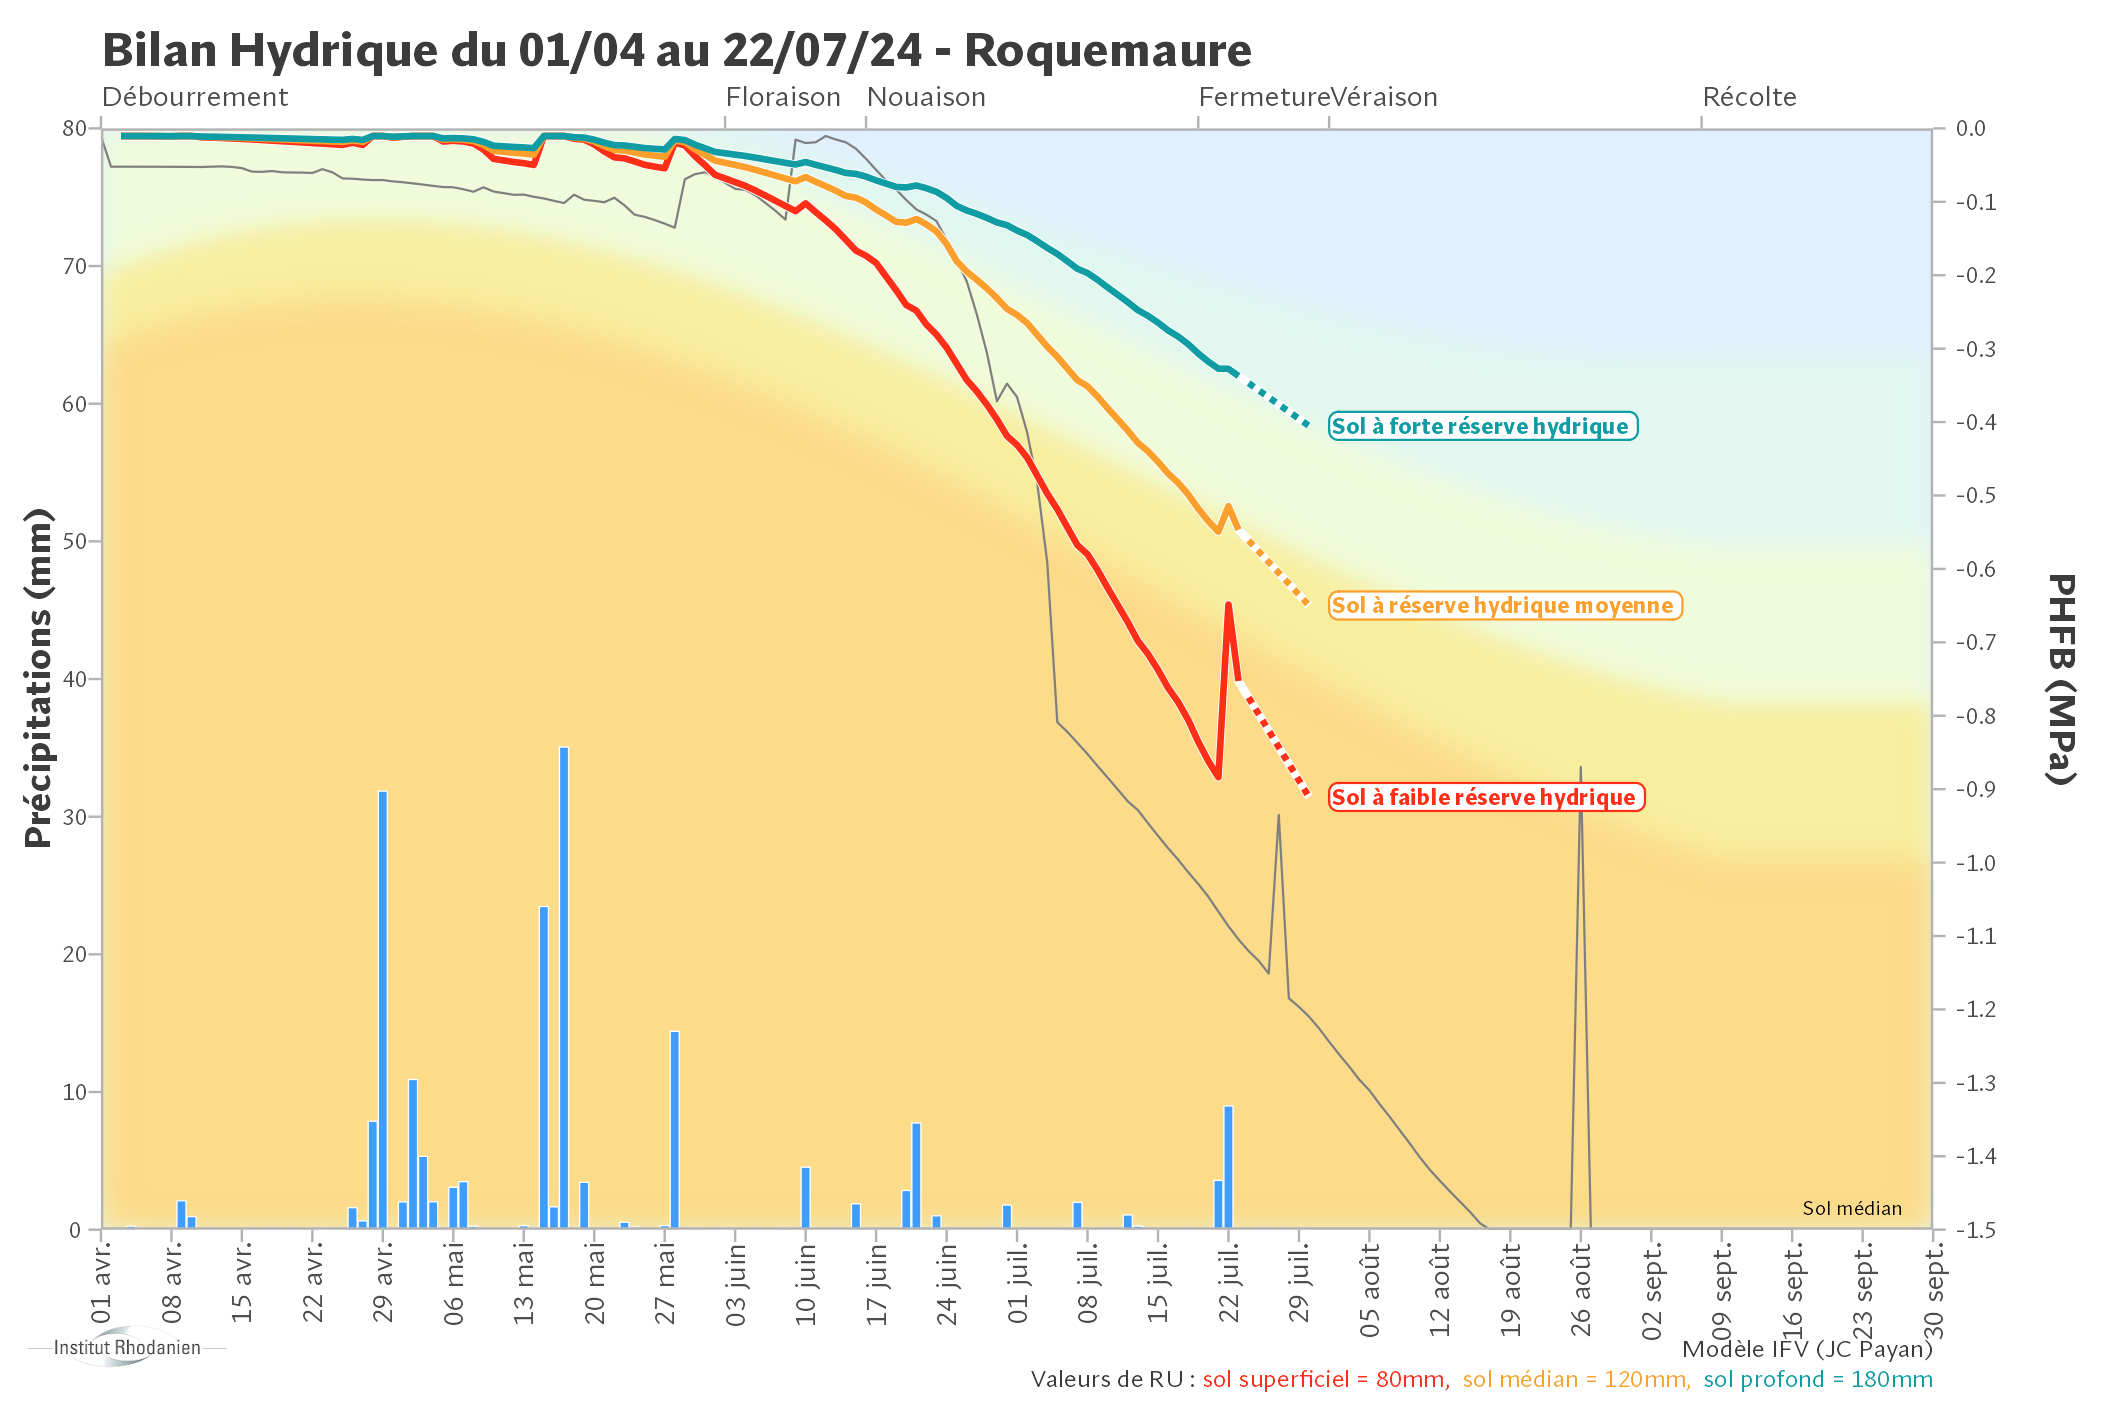 Bilan Hydrique du 01/04 au 22/07/24 - Roquemaure
Débourrement Floraison Nouaison Fermeture Véraison Récolte
Précipitations (mm)
80
70
60
50
40
30
20
10
0
0.0
-0.1
-0.2
-0.3
-0.4
-0.5
-0.6
-0.7
-0.8
-0.9
-1.0
-1.1
-1.2
-1.3
-1.4
-1.5
PHFB (MPa)
Sol à forte réserve hydrique
Sol à réserve hydrique moyenne
Sol à faible réserve hydrique
Sol médian
01 avr.
08 avr.
15 avr.
22 avr.
29 avr.
06 mai
13 mai
20 mai
27 mai
03 juin
10 juin
17 juin
24 juin
01 juil.
08 juil.
15 juil.
22 juil.
29 juil.
05 août
12 août
19 août
26 août
02 sept.
09 sept.
16 sept.
23 sept.
30 sept.
Institut Rhodanien
Modèle IFV (JC Payan)
Valeurs de RU : sol superficiel = 80mm, sol médian = 120mm, sol profond = 180mm